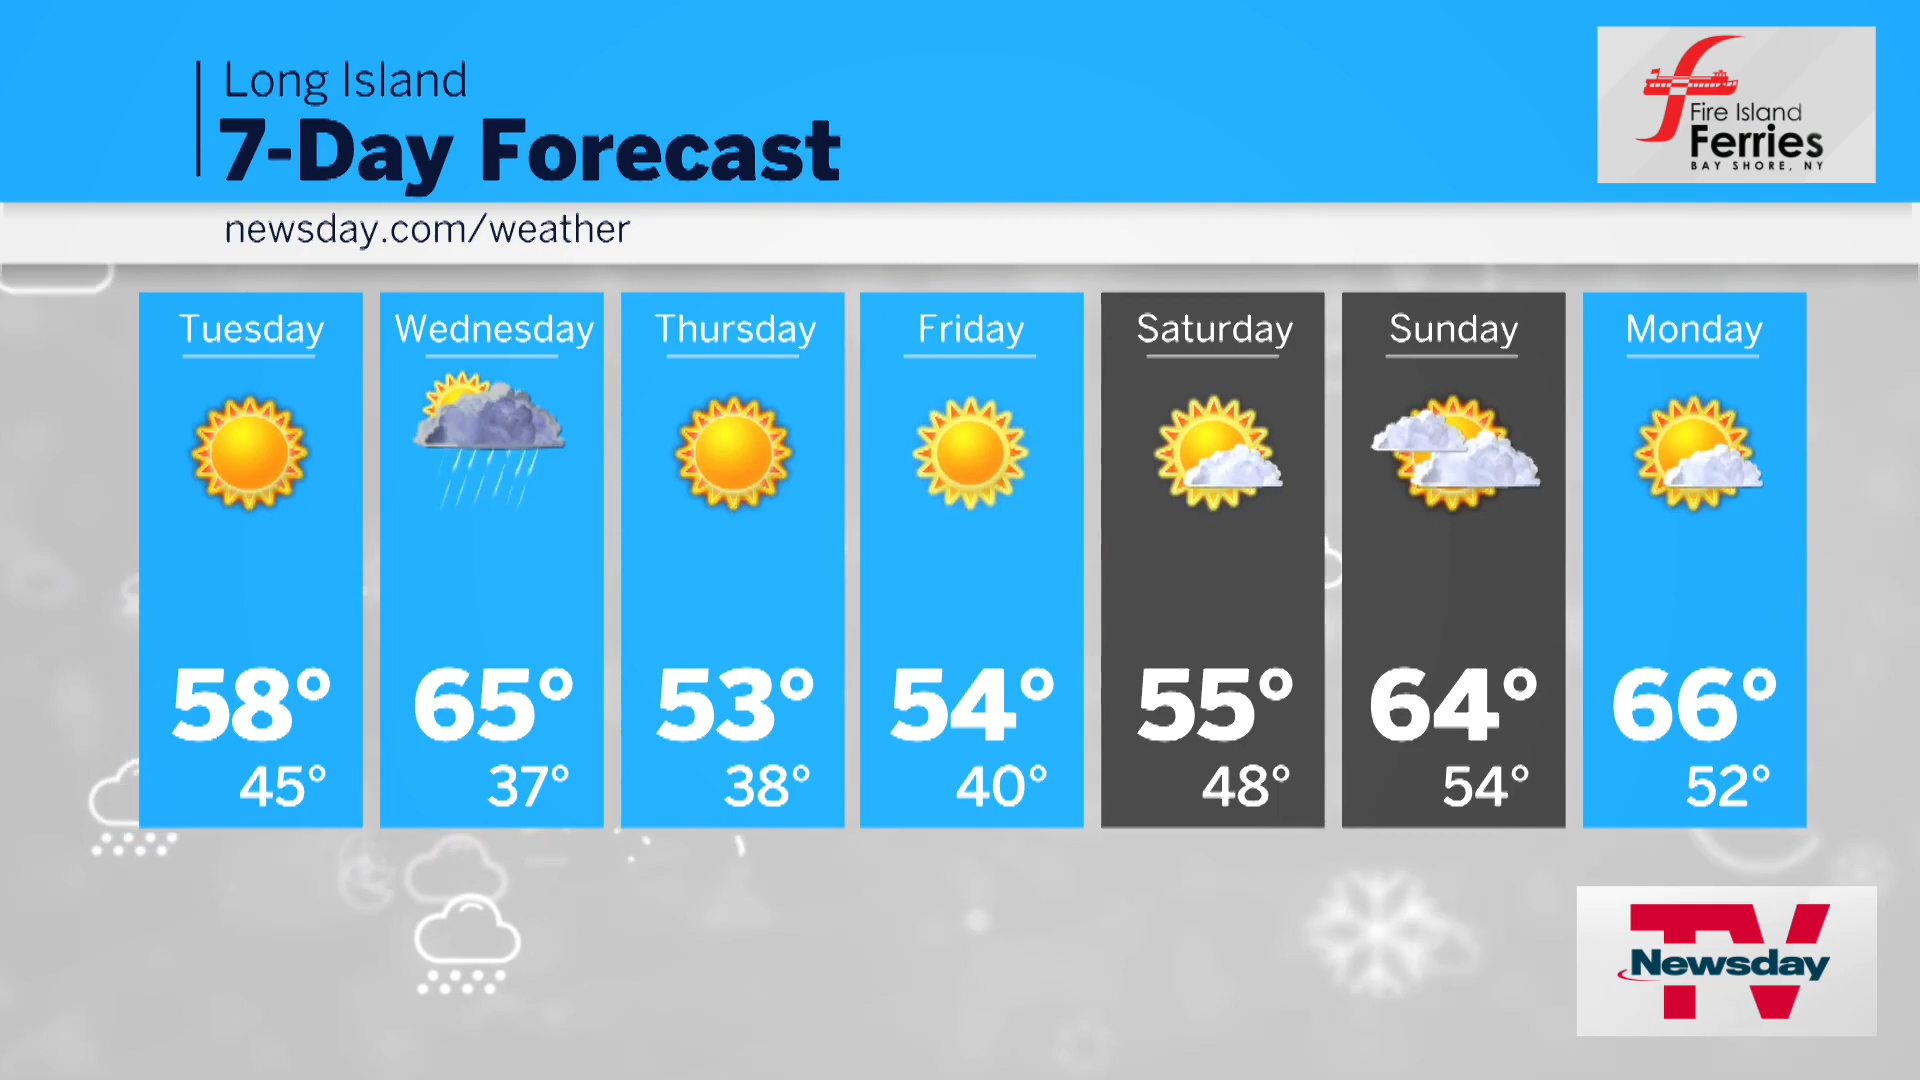 Long Island
7-Day Forecast
newsday.com/weather
Fire Island
Ferries
BAY SHORE, NY
Tuesday
58°
45°
Wednesday
65°
37°
Thursday
53°
38°
Friday
54°
40°
Saturday
55°
48°
Sunday
64°
54°
Monday
66°
52°
TV
Newsday